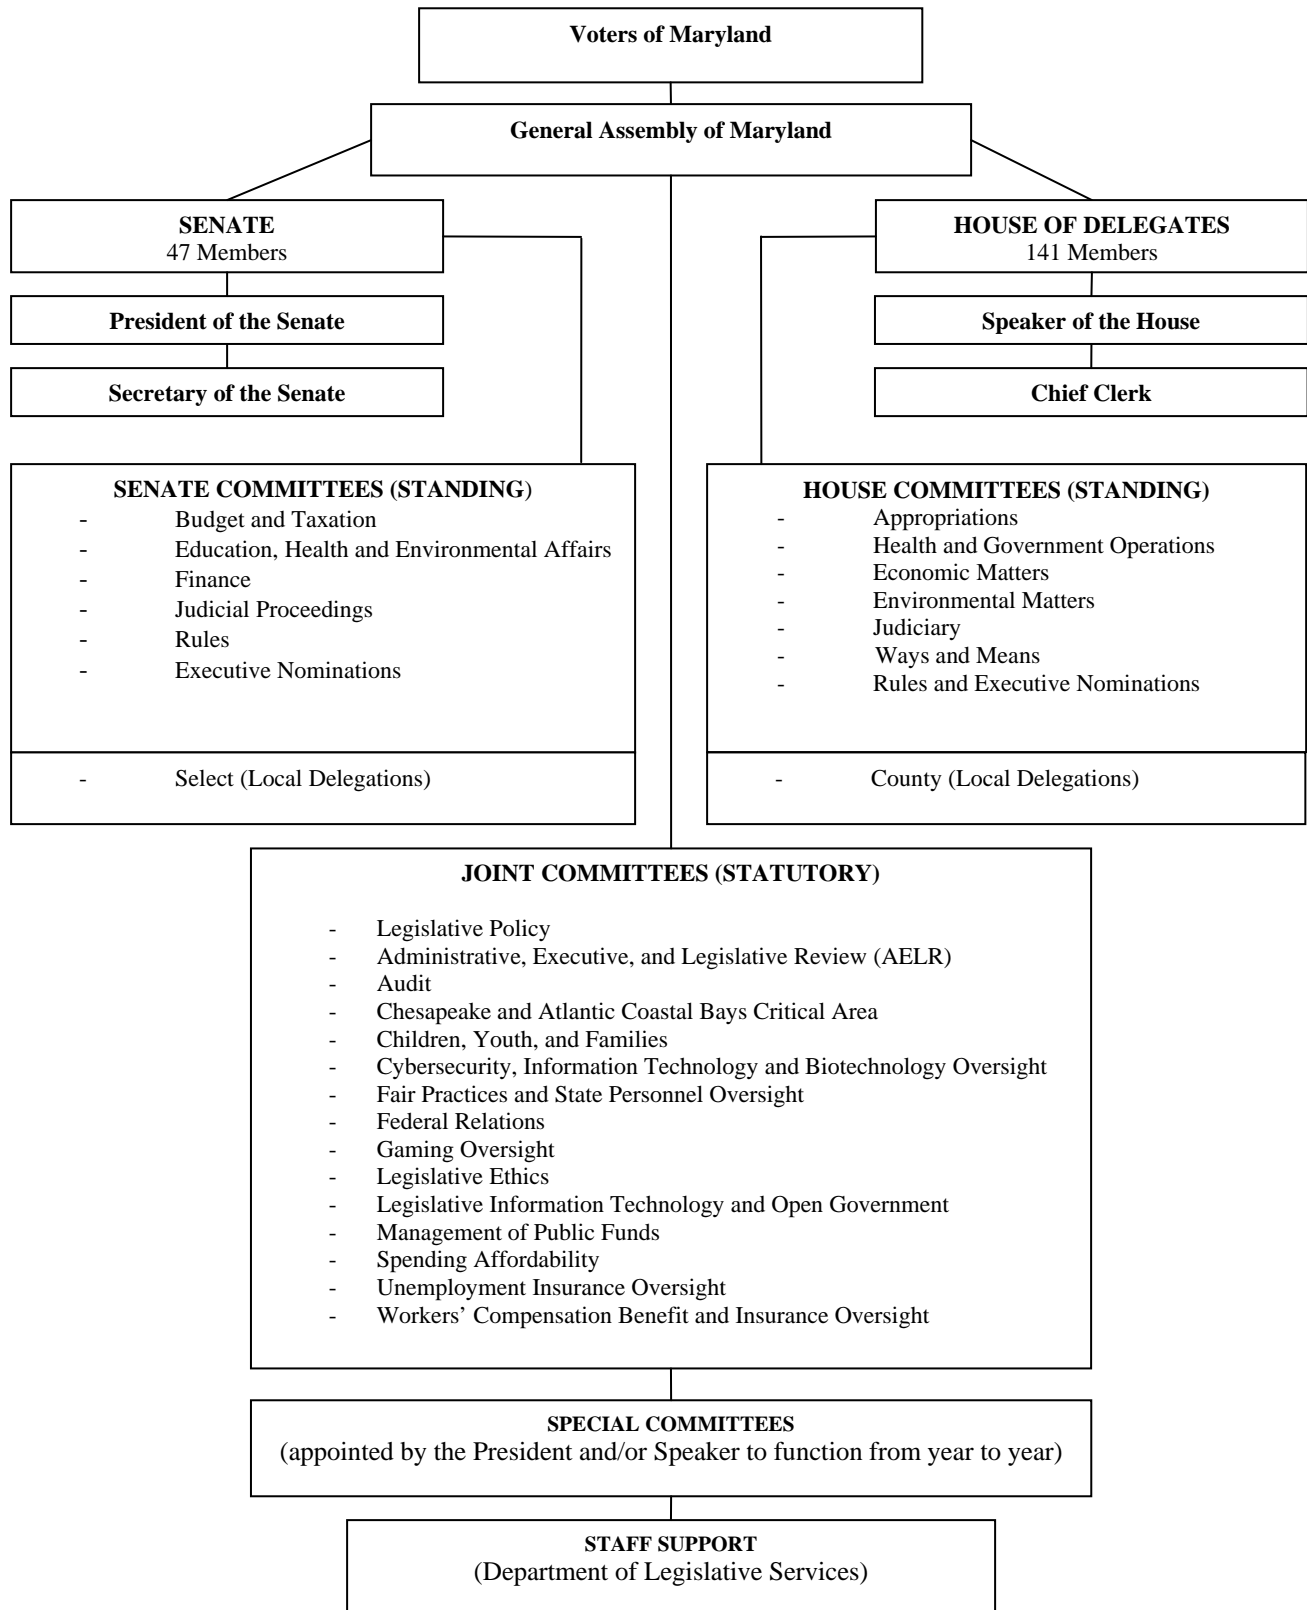 Voters of Maryland
General Assembly of Maryland
SENATE
47 Members
HOUSE OF DELEGATES
141 Members
President of the Senate
Speaker of the House
Secretary of the Senate
Chief Clerk
SENATE COMMITTEES (STANDING)
- Budget and Taxation
- Education, Health and Environmental Affairs
- Finance
- Judicial Proceedings
- Rules
- Executive Nominations
- Select (Local Delegations)
HOUSE COMMITTEES (STANDING)
- Appropriations
- Health and Government Operations
- Economic Matters
- Environmental Matters
- Judiciary
- Ways and Means
- Rules and Executive Nominations
- County (Local Delegations)
JOINT COMMITTEES (STATUTORY)
- Legislative Policy
- Administrative, Executive, and Legislative Review (AELR)
- Audit
- Chesapeake and Atlantic Coastal Bays Critical Area
- Children, Youth, and Families
- Cybersecurity, Information Technology and Biotechnology Oversight
- Fair Practices and State Personnel Oversight
- Federal Relations
- Gaming Oversight
- Legislative Ethics
- Legislative Information Technology and Open Government
- Management of Public Funds
- Spending Affordability
- Unemployment Insurance Oversight
- Workers’ Compensation Benefit and Insurance Oversight
SPECIAL COMMITTEES
(appointed by the President and/or Speaker to function from year to year)
STAFF SUPPORT
(Department of Legislative Services)